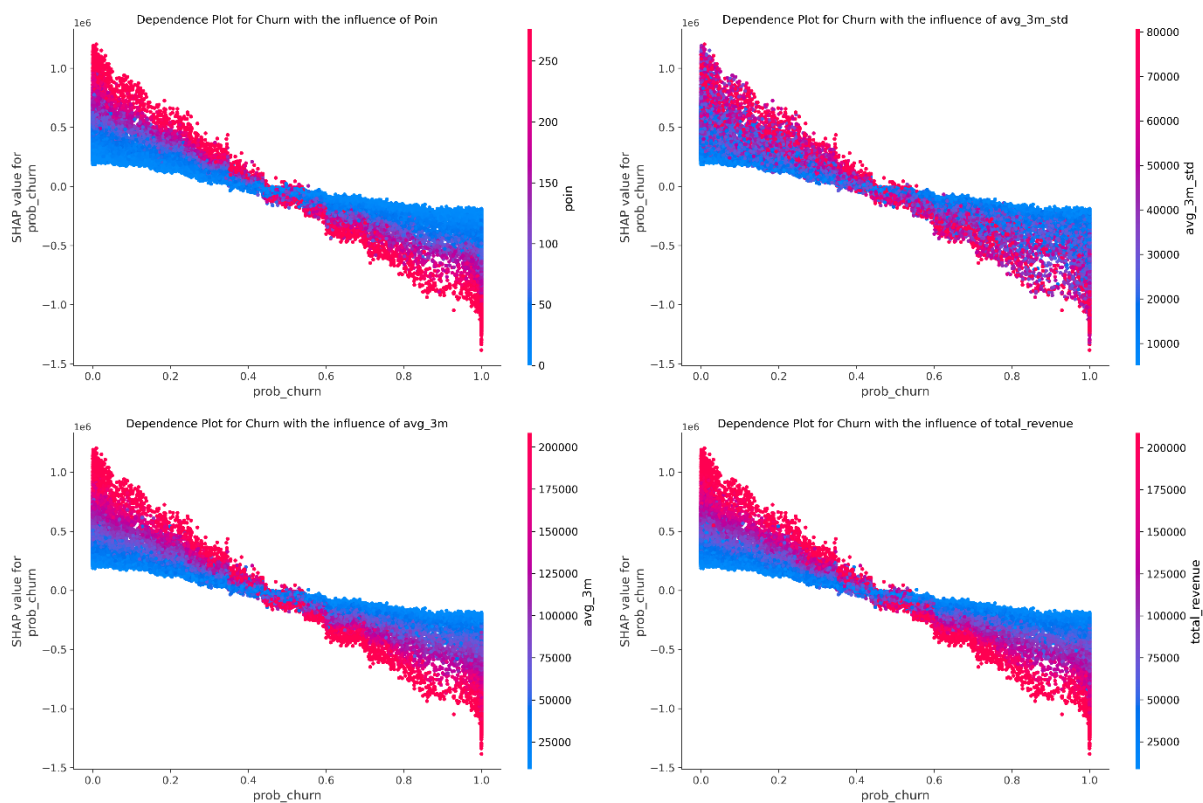 Dependence Plot for Churn with the influence of Poin
1e6
1.0
0.5
0.0
−0.5
−1.0
−1.5
SHAP value for
prob_churn
0.0 0.2 0.4 0.6 0.8 1.0
prob_churn
250
200
150
100
50
0
poin
Dependence Plot for Churn with the influence of avg_3m_std
1e6
1.0
0.5
0.0
−0.5
−1.0
−1.5
SHAP value for
prob_churn
0.0 0.2 0.4 0.6 0.8 1.0
prob_churn
80000
70000
60000
50000
40000
30000
20000
10000
avg_3m_std
Dependence Plot for Churn with the influence of avg_3m
1e6
1.0
0.5
0.0
−0.5
−1.0
−1.5
SHAP value for
prob_churn
0.0 0.2 0.4 0.6 0.8 1.0
prob_churn
200000
175000
150000
125000
100000
75000
50000
25000
avg_3m
Dependence Plot for Churn with the influence of total_revenue
1e6
1.0
0.5
0.0
−0.5
−1.0
−1.5
SHAP value for
prob_churn
0.0 0.2 0.4 0.6 0.8 1.0
prob_churn
200000
175000
150000
125000
100000
75000
50000
25000
total_revenue